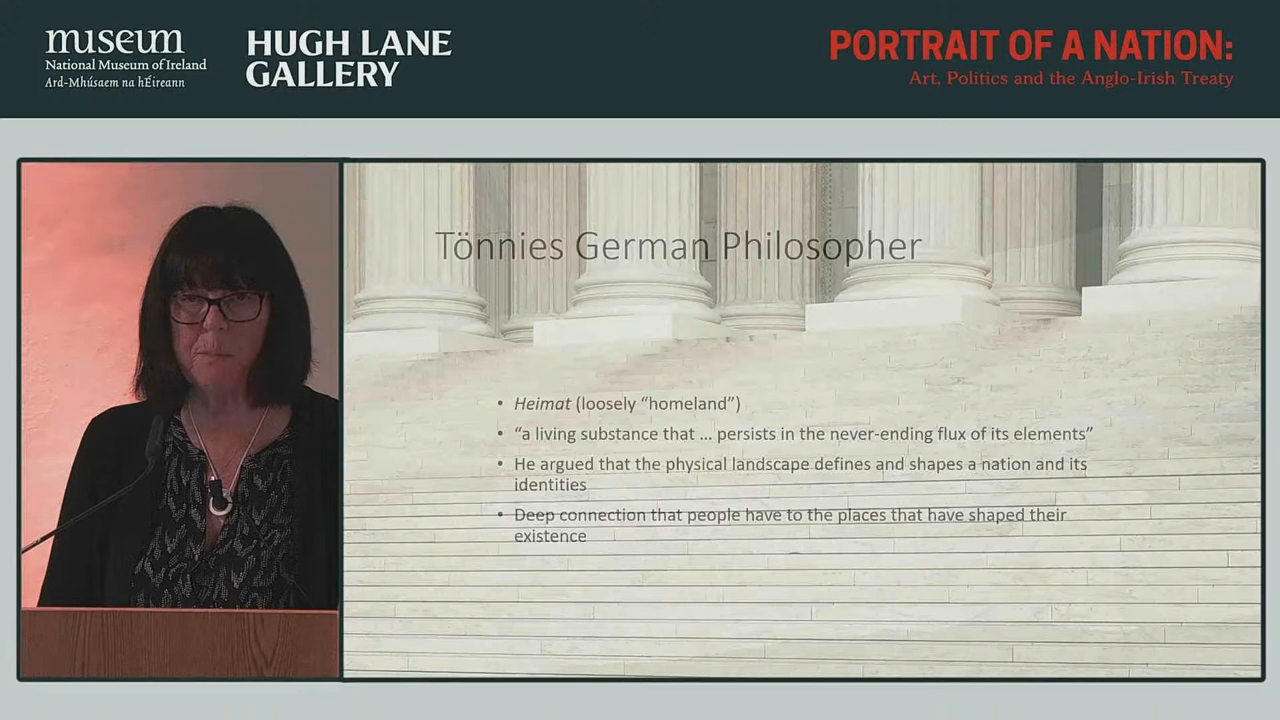 museum
National Museum of Ireland
Ard-Mhúsaem na hÉireann
HUGH LANE
GALLERY
PORTRAIT OF A NATION:
Art, Politics and the Anglo-Irish Treaty
Tönnies German Philosopher
• Heimat (loosely “homeland”)
• “a living substance that ... persists in the never-ending flux of its elements”
• He argued that the physical landscape defines and shapes a nation and its
identities
• Deep connection that people have to the places that have shaped their
existence